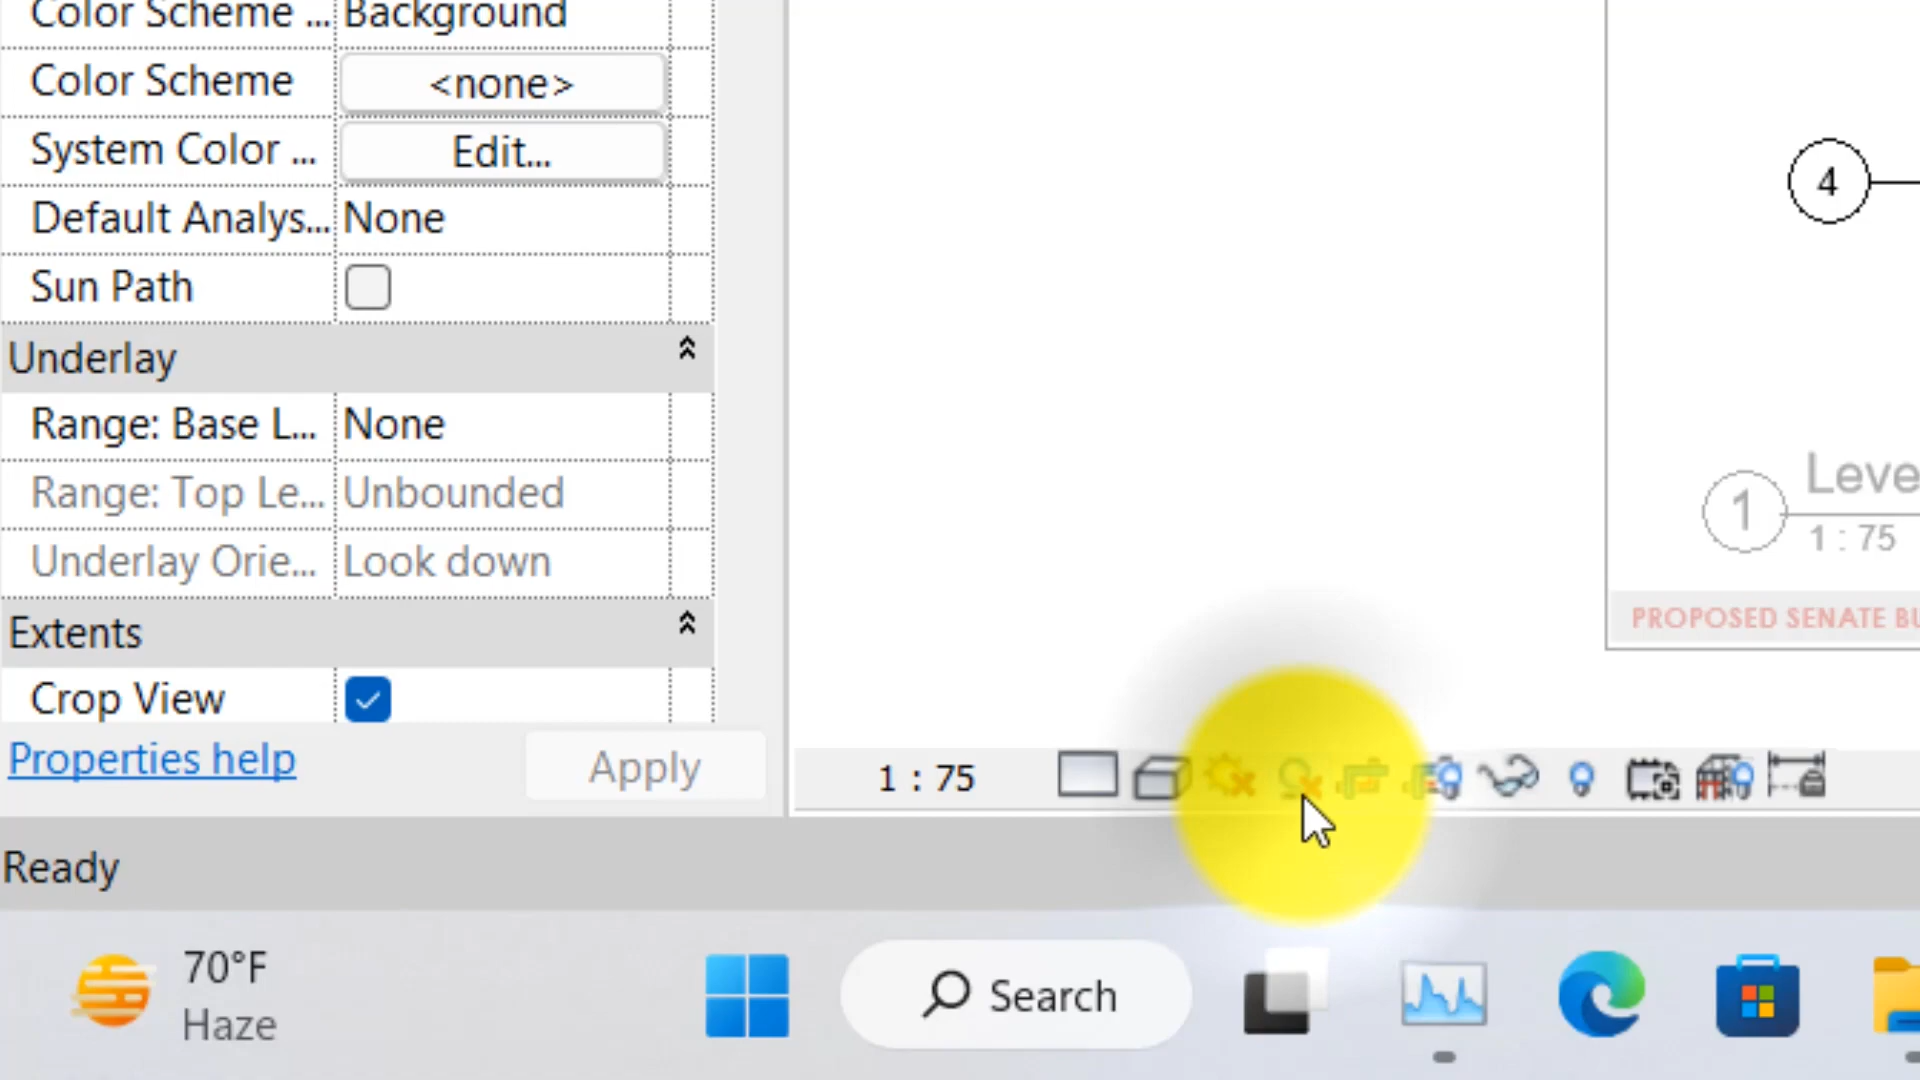 Color Scheme ... Background
Color Scheme <none>
System Color ... Edit...
Default Analys... None
Sun Path
Underlay
Range: Base L... None
Range: Top Le... Unbounded
Underlay Orie... Look down
Extents
Crop View
Properties help Apply
4
1 Leve
1 : 75
PROPOSED SENATE BU
1 : 75
Ready
70°F
Haze
Search